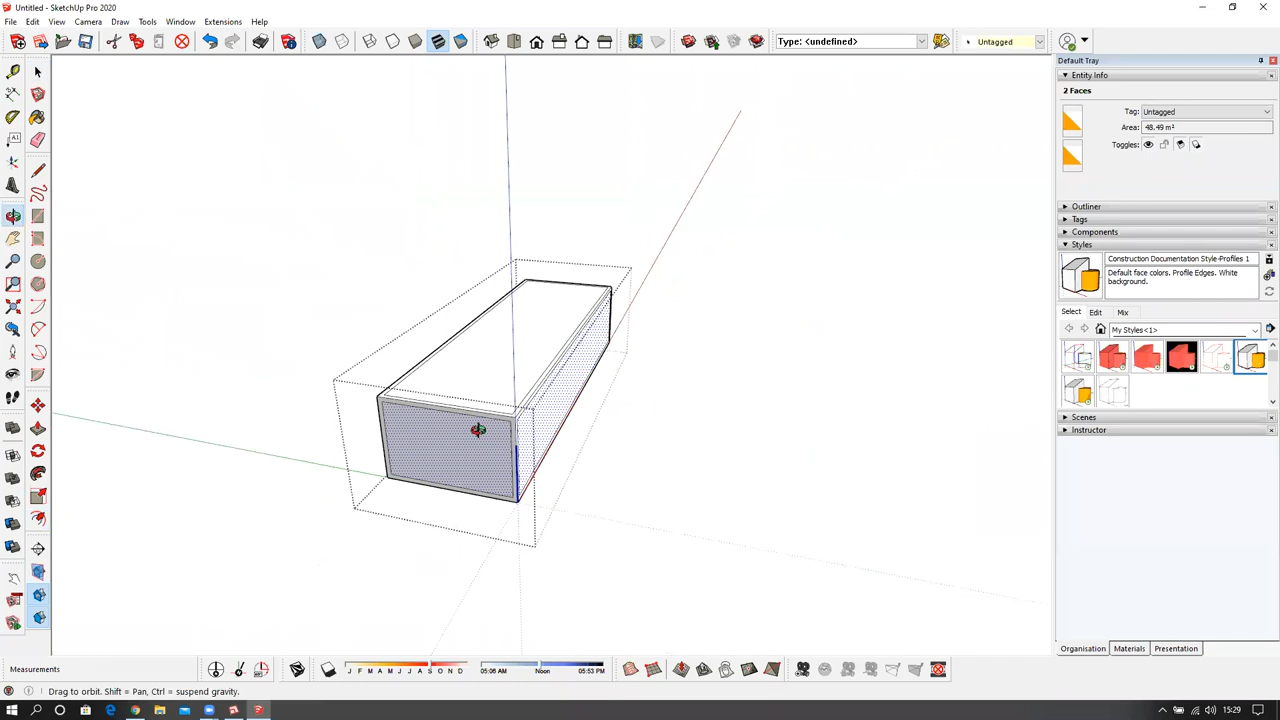 Untitled - SketchUp Pro 2020
File Edit View Camera Draw Tools Window Extensions Help
Type: <undefined>
Untagged
Default Tray
Entity Info
2 Faces
Tag: Untagged
Area: 48.49 m²
Toggles:
Outliner
Tags
Components
Styles
Construction Documentation Style-Profiles 1
Default face colors. Profile Edges. White
background.
Select Edit Mix
My Styles<1>
Scenes
Instructor
A1
Measurements
J F M A M J J A S O N D
05:06 AM Noon 05:53 PM
Organisation Materials Presentation
Drag to orbit. Shift = Pan, Ctrl = suspend gravity.
15:29